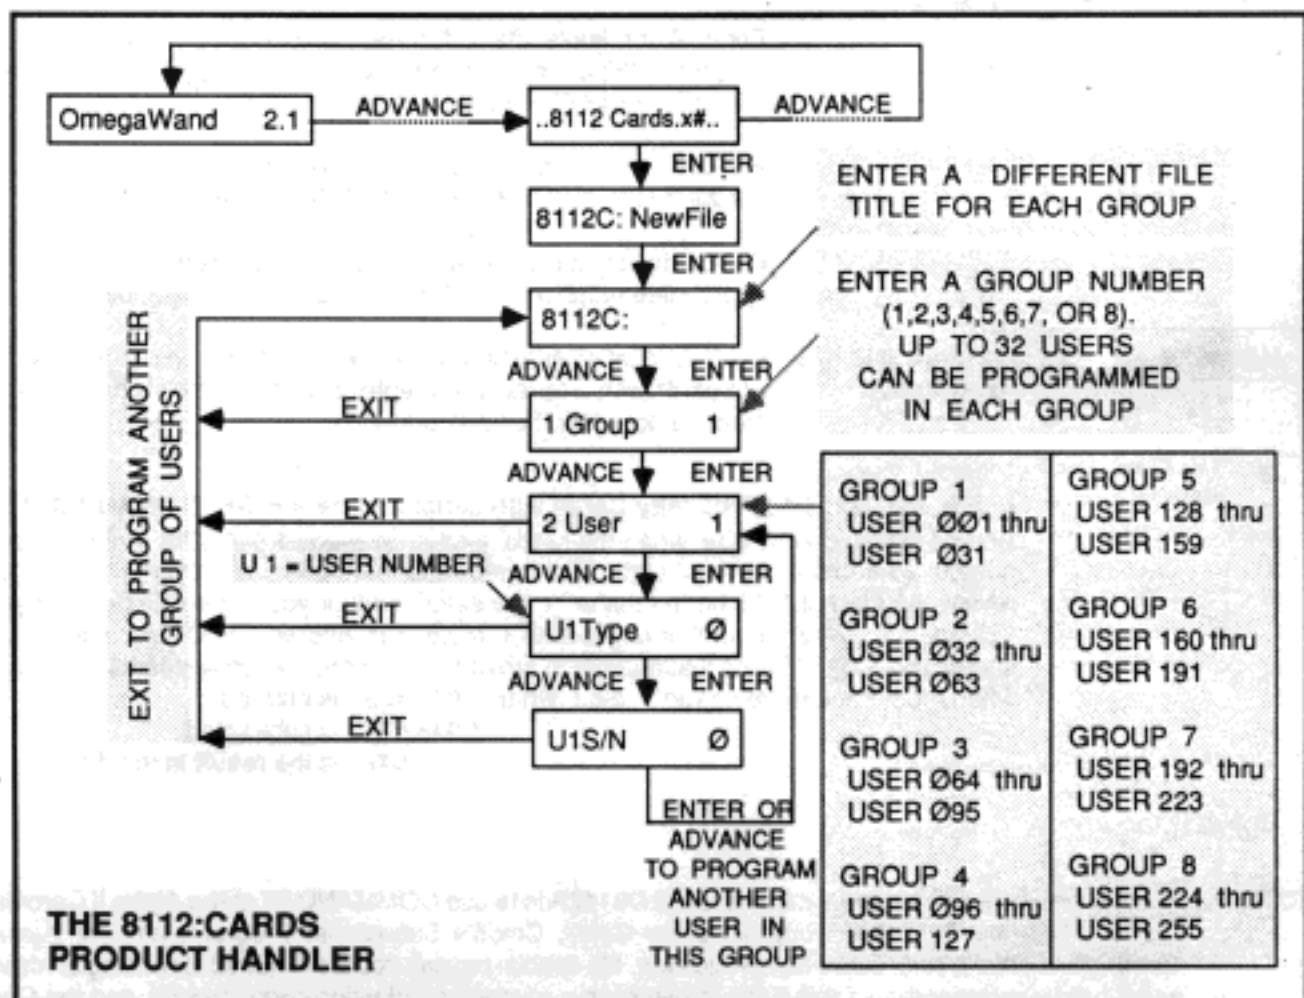 OmegaWand 2.1
ADVANCE
..8112 Cards.x#..
ADVANCE
ENTER
8112C: NewFile
ENTER
ENTER A DIFFERENT FILE
TITLE FOR EACH GROUP
8112C:
ENTER A GROUP NUMBER
(1,2,3,4,5,6,7, OR 8).
UP TO 32 USERS
CAN BE PROGRAMMED
IN EACH GROUP
ADVANCE ENTER
EXIT
1 Group 1
ADVANCE ENTER
EXIT
2 User 1
U 1 = USER NUMBER
ADVANCE ENTER
EXIT
U1Type Ø
ADVANCE ENTER
EXIT
U1S/N Ø
EXIT TO PROGRAM ANOTHER
GROUP OF USERS
ENTER OR
ADVANCE
TO PROGRAM
ANOTHER
USER IN
THIS GROUP
GROUP 1
USER ØØ1 thru
USER Ø31
GROUP 2
USER Ø32 thru
USER Ø63
GROUP 3
USER Ø64 thru
USER Ø95
GROUP 4
USER Ø96 thru
USER 127
GROUP 5
USER 128 thru
USER 159
GROUP 6
USER 160 thru
USER 191
GROUP 7
USER 192 thru
USER 223
GROUP 8
USER 224 thru
USER 255
THE 8112:CARDS
PRODUCT HANDLER